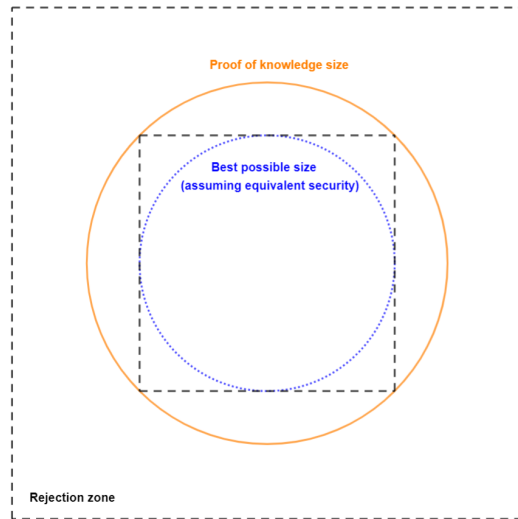 Proof of knowledge size
Best possible size
(assuming equivalent security)
Rejection zone